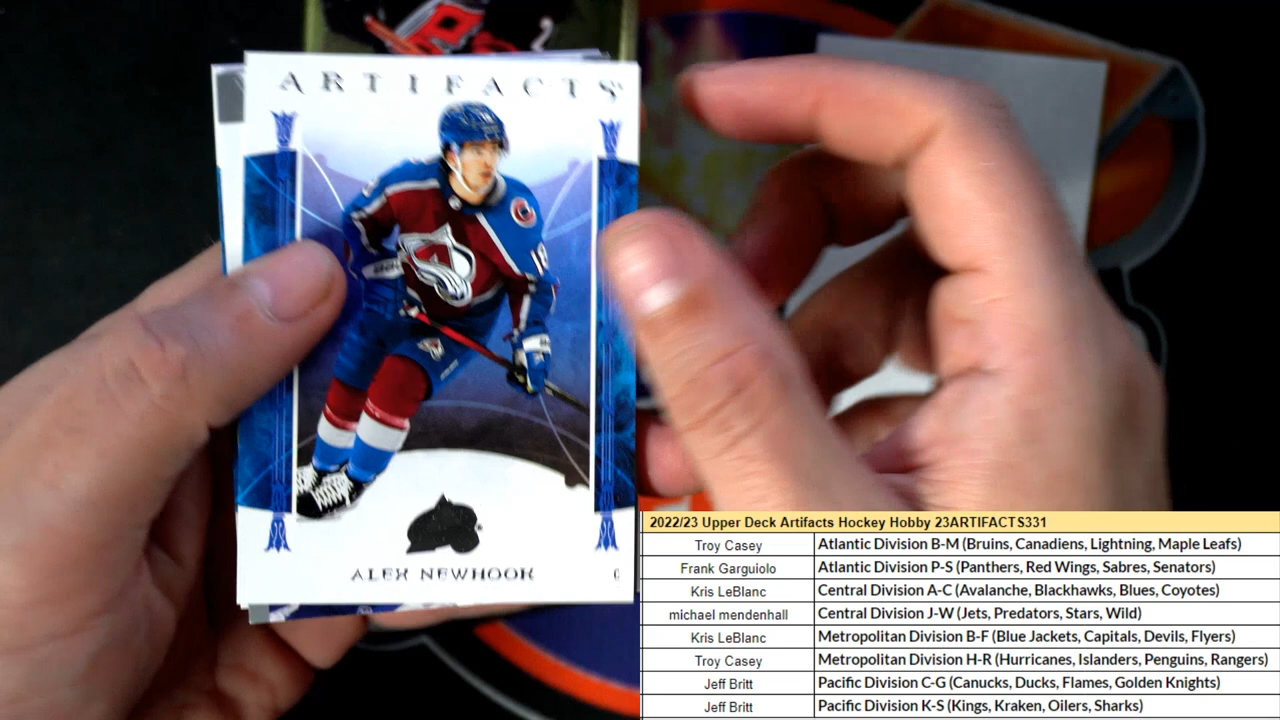 ARTIFACTS
18
ALEX NEWHOOK
C
2022/23 Upper Deck Artifacts Hockey Hobby 23ARTIFACTS331
Troy Casey Atlantic Division B-M (Bruins, Canadiens, Lightning, Maple Leafs)
Frank Garguiolo Atlantic Division P-S (Panthers, Red Wings, Sabres, Senators)
Kris LeBlanc Central Division A-C (Avalanche, Blackhawks, Blues, Coyotes)
michael mendenhall Central Division J-W (Jets, Predators, Stars, Wild)
Kris LeBlanc Metropolitan Division B-F (Blue Jackets, Capitals, Devils, Flyers)
Troy Casey Metropolitan Division H-R (Hurricanes, Islanders, Penguins, Rangers)
Jeff Britt Pacific Division C-G (Canucks, Ducks, Flames, Golden Knights)
Jeff Britt Pacific Division K-S (Kings, Kraken, Oilers, Sharks)